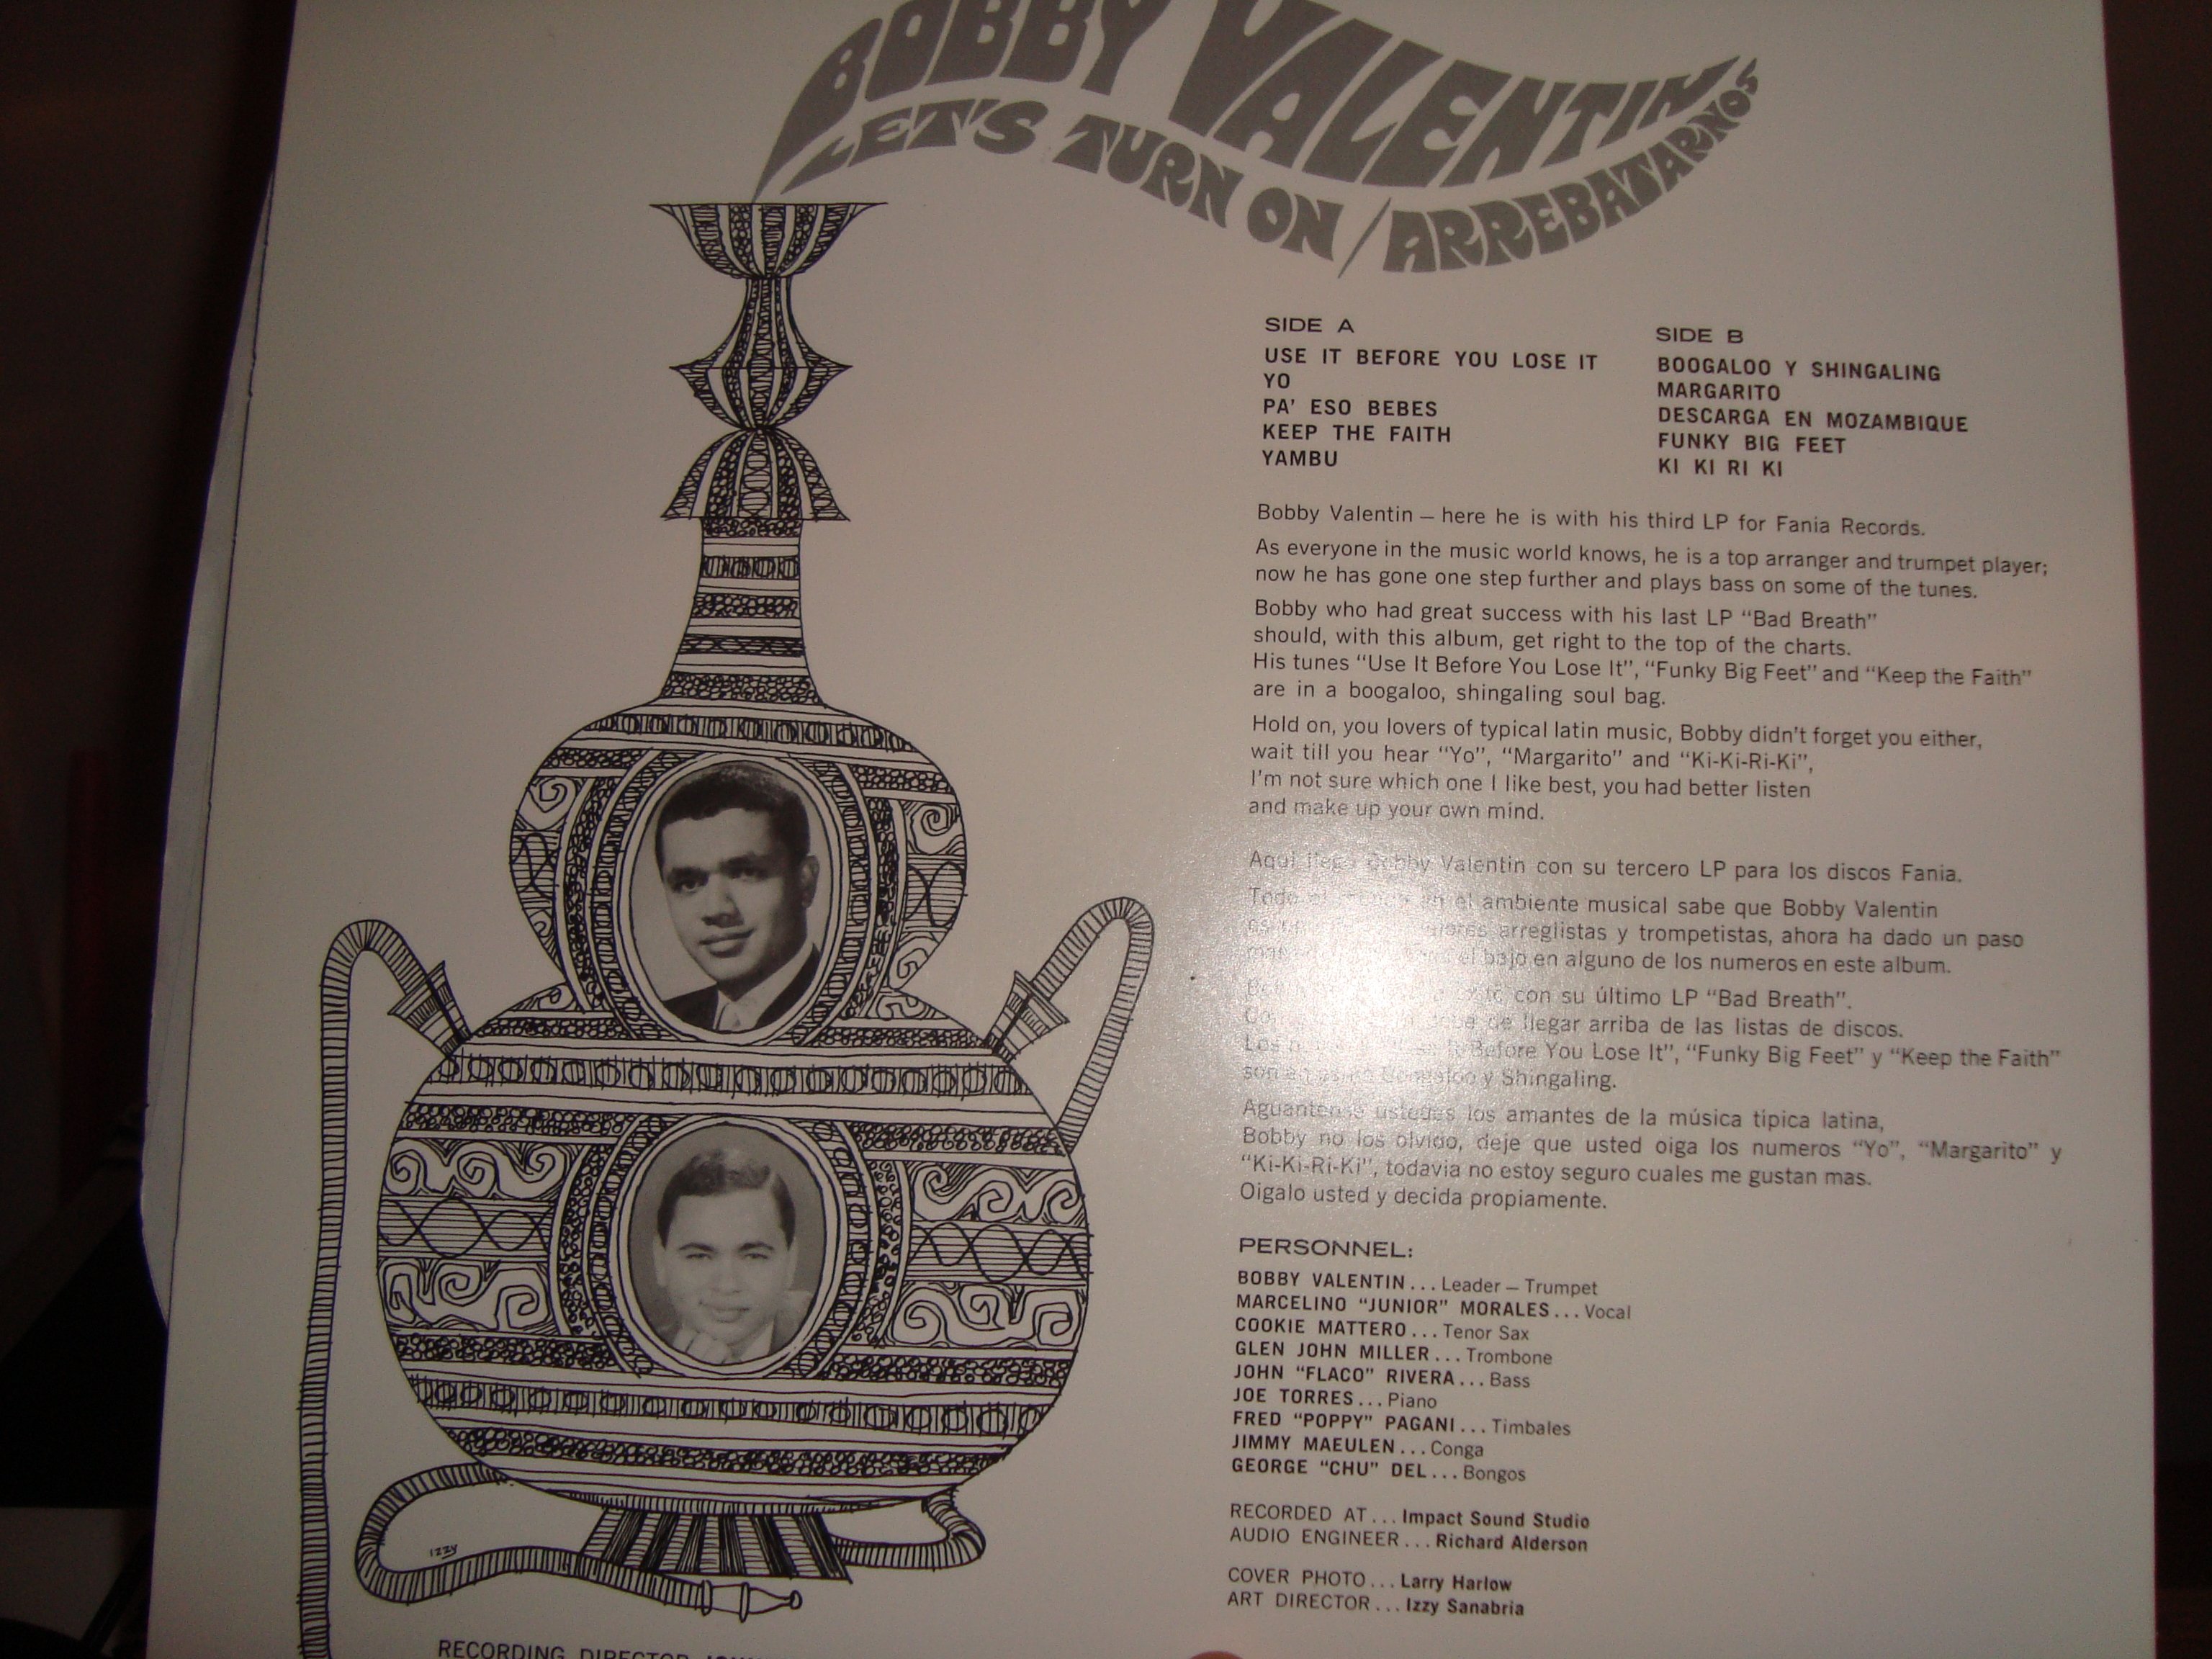 BOBBY VALENTIN
LET'S TURN ON / ARREBATARNOS
SIDE A
USE IT BEFORE YOU LOSE IT
YO
PA' ESO BEBES
KEEP THE FAITH
YAMBU
SIDE B
BOOGALOO Y SHINGALING
MARGARITO
DESCARGA EN MOZAMBIQUE
FUNKY BIG FEET
KI KI RI KI
Bobby Valentin — here he is with his third LP for Fania Records.
As everyone in the music world knows, he is a top arranger and trumpet player;
now he has gone one step further and plays bass on some of the tunes.
Bobby who had great success with his last LP "Bad Breath"
should, with this album, get right to the top of the charts.
His tunes "Use It Before You Lose It", "Funky Big Feet" and "Keep the Faith"
are in a boogaloo, shingaling soul bag.
Hold on, you lovers of typical latin music, Bobby didn't forget you either,
wait till you hear "Yo", "Margarito" and "Ki-Ki-Ri-Ki",
I'm not sure which one I like best, you had better listen
and make up your own mind.
Aqui llega Bobby Valentin con su tercero LP para los discos Fania.
ambiente musical sabe que Bobby Valentin
arreglistas y trompetistas, ahora ha dado un paso
el bajo en alguno de los numeros en este album.
con su último LP "Bad Breath".
de llegar arriba de las listas de discos.
Before You Lose It", "Funky Big Feet" y "Keep the Faith"
son en Boogaloo y Shingaling.
Aguantense ustedes los amantes de la música típica latina,
Bobby no los olvido, deje que usted oiga los numeros "Yo", "Margarito" y
"Ki-Ki-Ri-Ki", todavia no estoy seguro cuales me gustan mas.
Oigalo usted y decida propiamente.
PERSONNEL:
BOBBY VALENTIN... Leader — Trumpet
MARCELINO "JUNIOR" MORALES... Vocal
COOKIE MATTERO... Tenor Sax
GLEN JOHN MILLER... Trombone
JOHN "FLACO" RIVERA... Bass
JOE TORRES... Piano
FRED "POPPY" PAGANI... Timbales
JIMMY MAEULEN... Conga
GEORGE "CHU" DEL... Bongos
RECORDED AT... Impact Sound Studio
AUDIO ENGINEER... Richard Alderson
COVER PHOTO... Larry Harlow
ART DIRECTOR... Izzy Sanabria
IZZY
RECORDING DIRECTOR